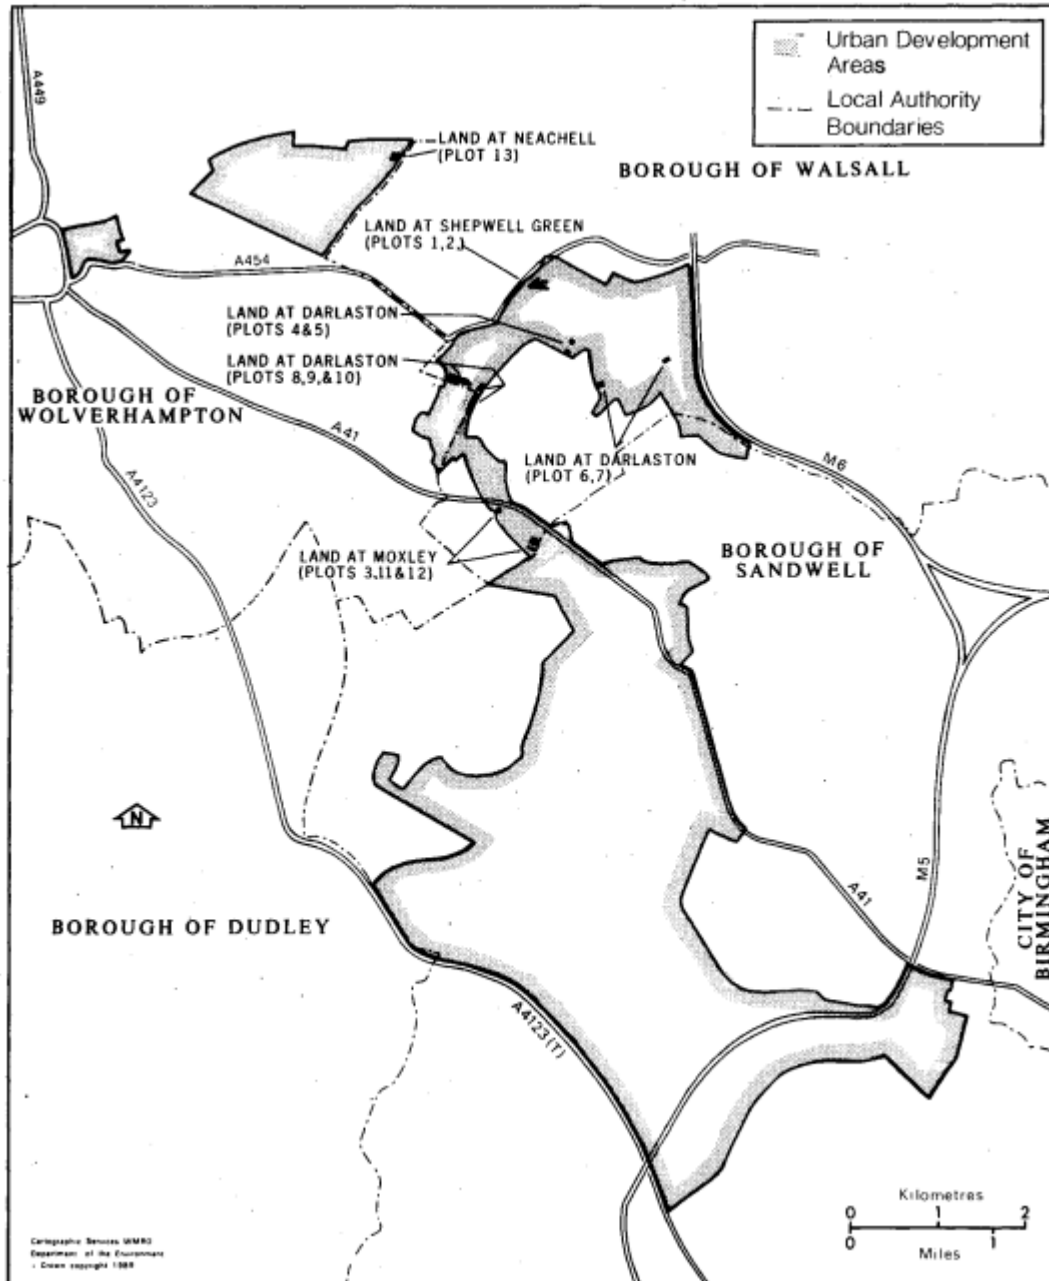 Urban Development
Areas
Local Authority
Boundaries
A449
LAND AT NEACHELL
(PLOT 13)
BOROUGH OF WALSALL
LAND AT SHEPWELL GREEN
(PLOTS 1,2,)
A454
LAND AT DARLASTON
(PLOTS 4&5)
LAND AT DARLASTON
(PLOTS 8,9,&10)
BOROUGH OF
WOLVERHAMPTON
A41
A4123
LAND AT DARLASTON
(PLOT 6,7)
M6
LAND AT MOXLEY
(PLOTS 3,11&12)
BOROUGH OF
SANDWELL
N
BOROUGH OF DUDLEY
M5
A41
CITY OF
BIRMINGHAM
A4123(T)
Kilometres
0 1 2
0 1
Miles
Cartographic Services WMRO
Department of the Environment
Crown copyright 1988